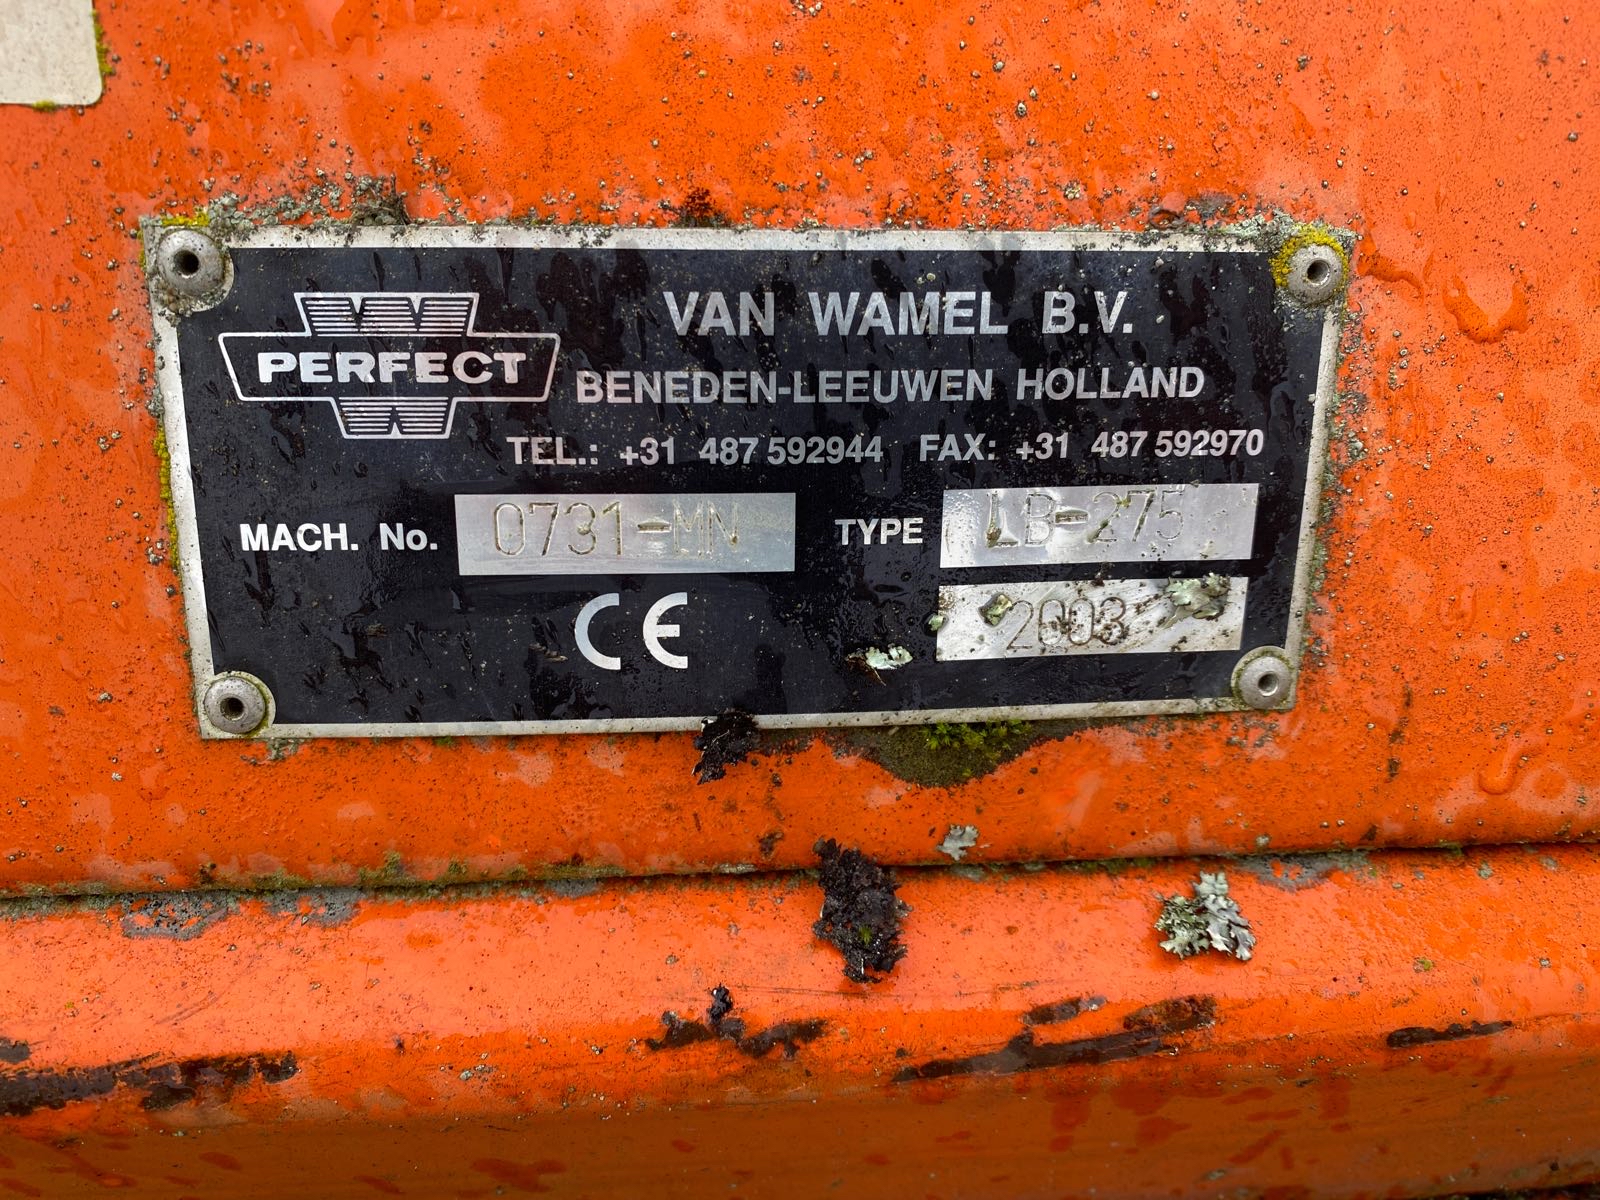 W
PERFECT
W
VAN WAMEL B.V.
BENEDEN-LEEUWEN HOLLAND
TEL.: +31 487 592944 FAX: +31 487 592970
MACH. No. 0731-MN TYPE LB-275
CE 2003